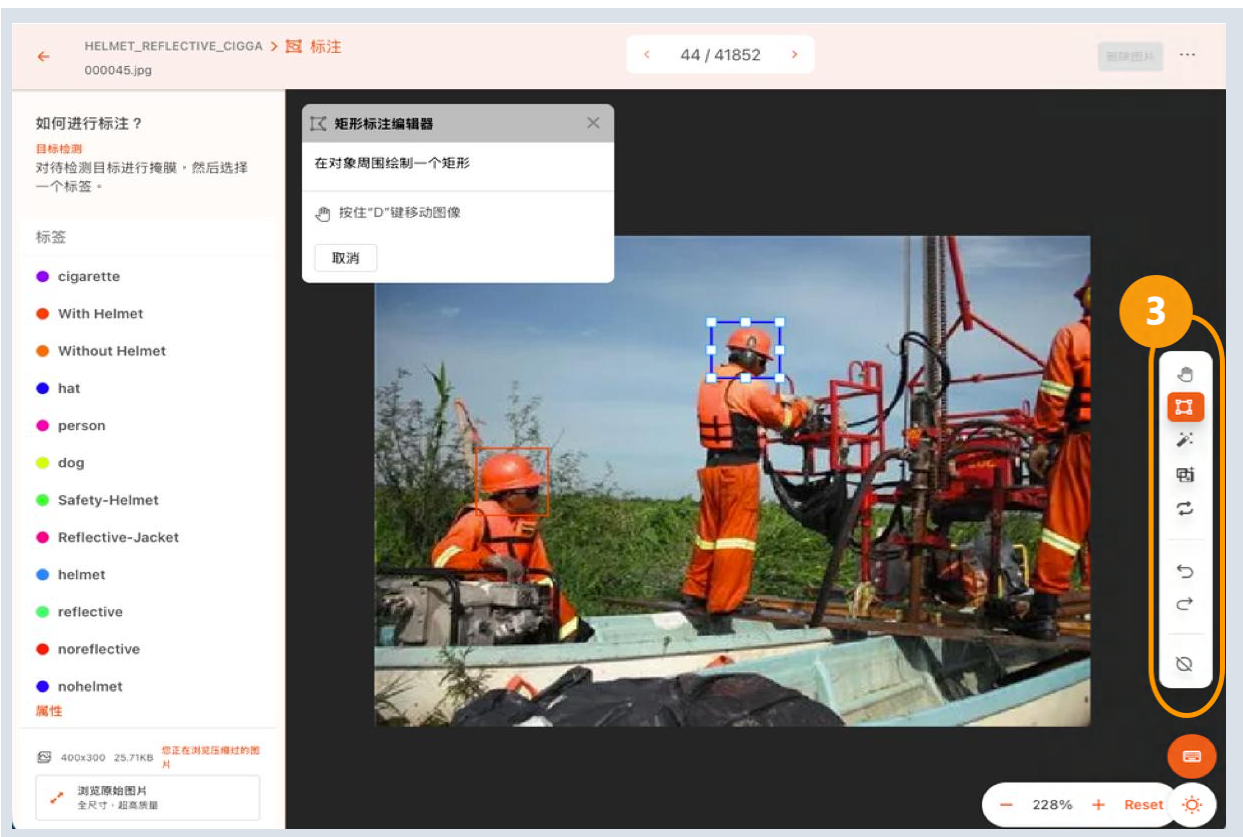 HELMET_REFLECTIVE_CIGGA > 标注
000045.jpg
< 44 / 41852 >
删除图片 ···
如何进行标注？
目标检测
对待检测目标进行掩膜，然后选择
一个标签。
标签
cigarette
With Helmet
Without Helmet
hat
person
dog
Safety-Helmet
Reflective-Jacket
helmet
reflective
noreflective
nohelmet
属性
400x300 25.71KB 您正在浏览压缩过的图
片
浏览原始图片
全尺寸，超高质量
矩形标注编辑器
在对象周围绘制一个矩形
按住“D”键移动图像
取消
3
− 228% + Reset